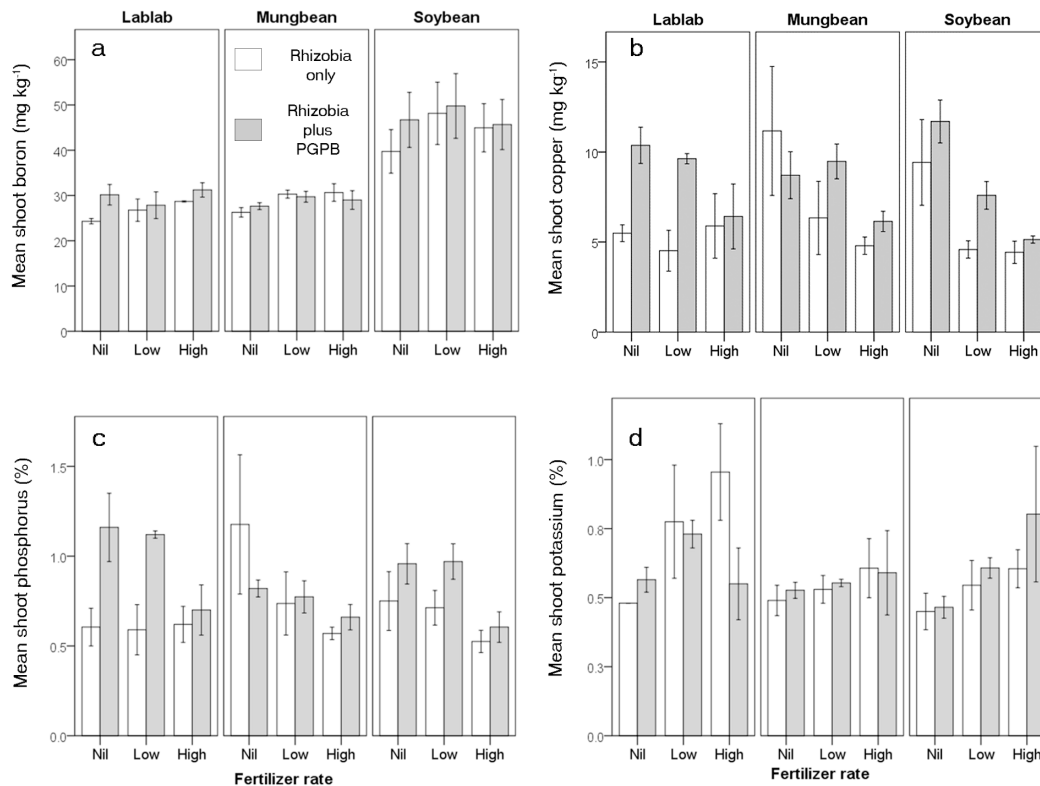 Lablab Mungbean Soybean
a
Rhizobia
only
Rhizobia
plus
PGPB
Mean shoot boron (mg kg⁻¹)
60
50
40
30
20
10
0
Nil Low High Nil Low High Nil Low High
Lablab Mungbean Soybean
b
Mean shoot copper (mg kg⁻¹)
15
10
5
0
Nil Low High Nil Low High Nil Low High
c
Mean shoot phosphorus (%)
1.5
1.0
0.5
0.0
Nil Low High Nil Low High Nil Low High
Fertilizer rate
d
Mean shoot potassium (%)
1.0
0.8
0.5
0.3
0.0
Nil Low High Nil Low High Nil Low High
Fertilizer rate